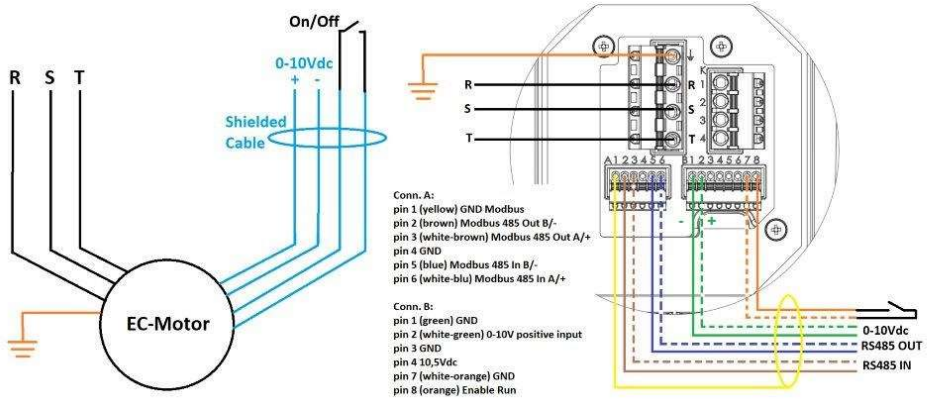 On/Off
0-10Vdc
+ -
R S T
Shielded
Cable
EC-Motor
R
S
T
K
R 1
2
S 3
T 4
A1 2 3 4 5 6
B1 2 3 4 5 6 7 8
- +
Conn. A:
pin 1 (yellow) GND Modbus
pin 2 (brown) Modbus 485 Out B/-
pin 3 (white-brown) Modbus 485 Out A/+
pin 4 GND
pin 5 (blue) Modbus 485 In B/-
pin 6 (white-blu) Modbus 485 In A/+
Conn. B:
pin 1 (green) GND
pin 2 (white-green) 0-10V positive input
pin 3 GND
pin 4 10,5Vdc
pin 7 (white-orange) GND
pin 8 (orange) Enable Run
0-10Vdc
RS485 OUT
RS485 IN